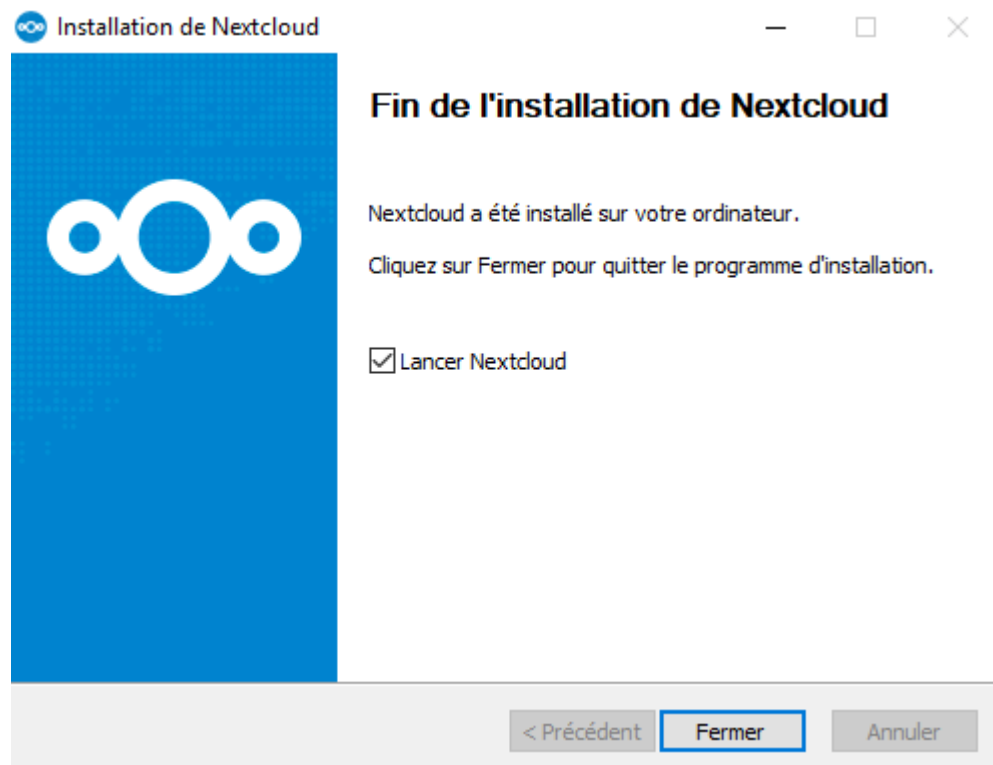 Installation de Nextcloud
Fin de l'installation de Nextcloud
Nextcloud a été installé sur votre ordinateur.
Cliquez sur Fermer pour quitter le programme d'installation.
Lancer Nextcloud
< Précédent Fermer Annuler